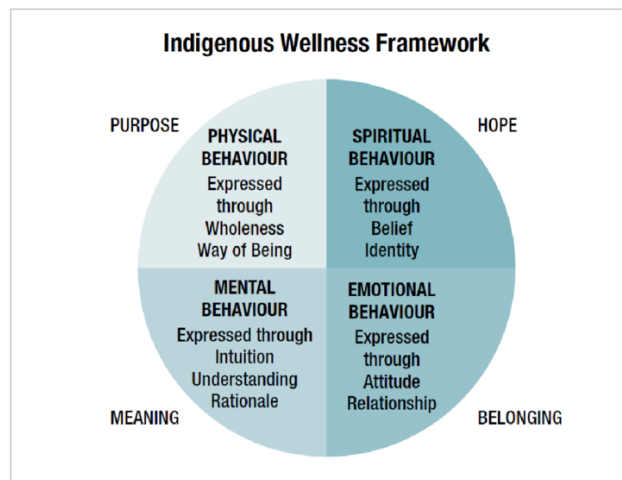 Indigenous Wellness Framework
PURPOSE
PHYSICAL
BEHAVIOUR
Expressed
through
Wholeness
Way of Being
HOPE
SPIRITUAL
BEHAVIOUR
Expressed
through
Belief
Identity
MENTAL
BEHAVIOUR
Expressed through
Intuition
Understanding
Rationale
MEANING
EMOTIONAL
BEHAVIOUR
Expressed
through
Attitude
Relationship
BELONGING